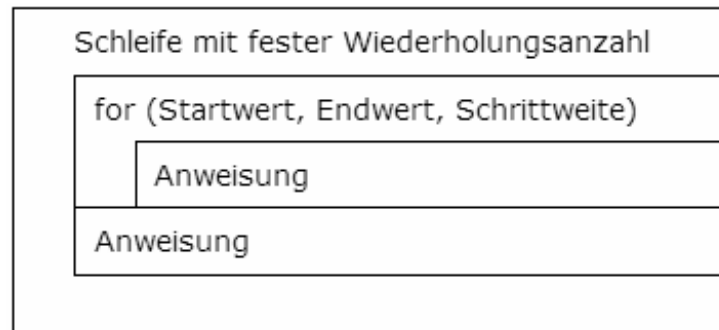 Schleife mit fester Wiederholungsanzahl
for (Startwert, Endwert, Schrittweite)
Anweisung
Anweisung